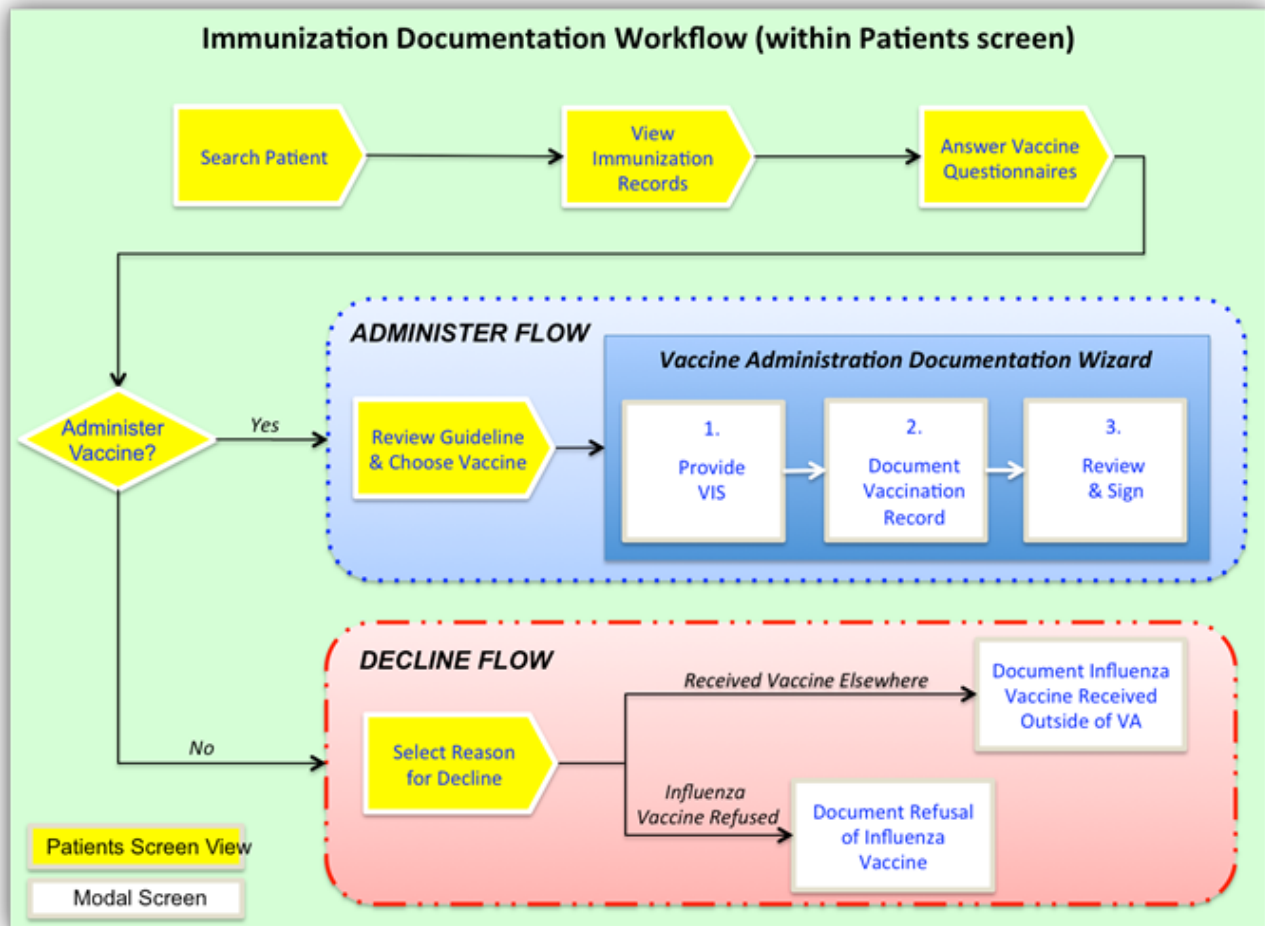 Immunization Documentation Workflow (within Patients screen)
Search Patient
View
Immunization
Records
Answer Vaccine
Questionnaires
Administer
Vaccine?
Yes
ADMINISTER FLOW
Review Guideline
& Choose Vaccine
Vaccine Administration Documentation Wizard
1.
Provide
VIS
2.
Document
Vaccination
Record
3.
Review
& Sign
No
DECLINE FLOW
Select Reason
for Decline
Received Vaccine Elsewhere
Document Influenza
Vaccine Received
Outside of VA
Influenza
Vaccine Refused
Document Refusal
of Influenza
Vaccine
Patients Screen View
Modal Screen